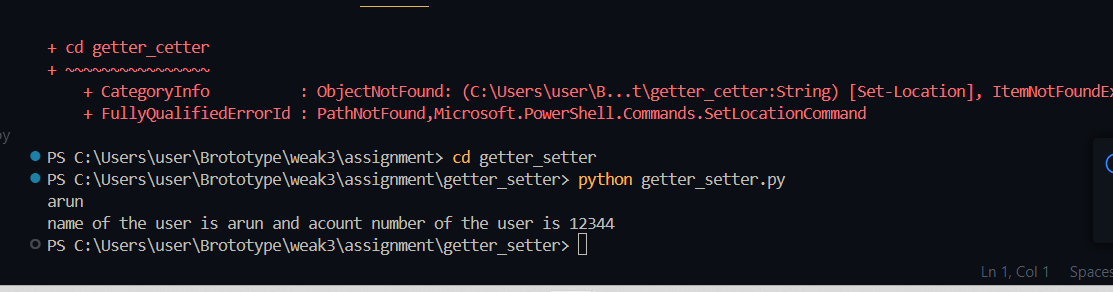 + cd getter_cetter
+ ~~~~~~~~~~~~~~~~
+ CategoryInfo : ObjectNotFound: (C:\Users\user\B...t\getter_cetter:String) [Set-Location], ItemNotFoundEx
+ FullyQualifiedErrorId : PathNotFound,Microsoft.PowerShell.Commands.SetLocationCommand
PS C:\Users\user\Brototype\weak3\assignment> cd getter_setter
PS C:\Users\user\Brototype\weak3\assignment\getter_setter> python getter_setter.py
arun
name of the user is arun and acount number of the user is 12344
PS C:\Users\user\Brototype\weak3\assignment\getter_setter>
Ln 1, Col 1 Spaces